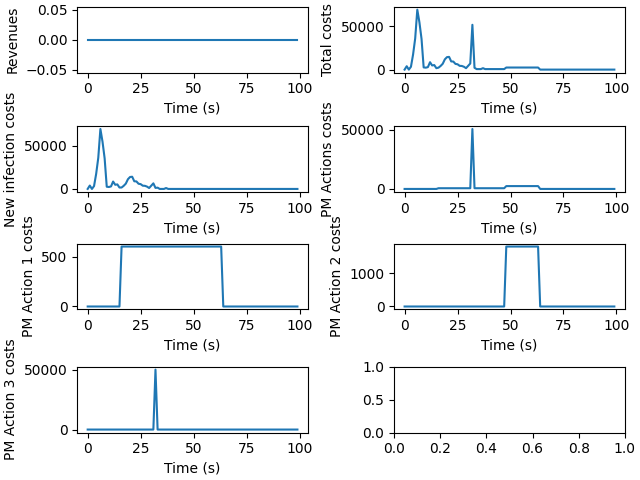 Revenues
0.05
0.00
−0.05
0 25 50 75 100
Time (s)
Total costs
50000
0
0 25 50 75 100
Time (s)
New infection costs
50000
0
0 25 50 75 100
Time (s)
PM Actions costs
50000
0
0 25 50 75 100
Time (s)
PM Action 1 costs
500
0
0 25 50 75 100
Time (s)
PM Action 2 costs
1000
0
0 25 50 75 100
Time (s)
PM Action 3 costs
50000
0
0 25 50 75 100
Time (s)
1.0
0.5
0.0
0.0 0.2 0.4 0.6 0.8 1.0